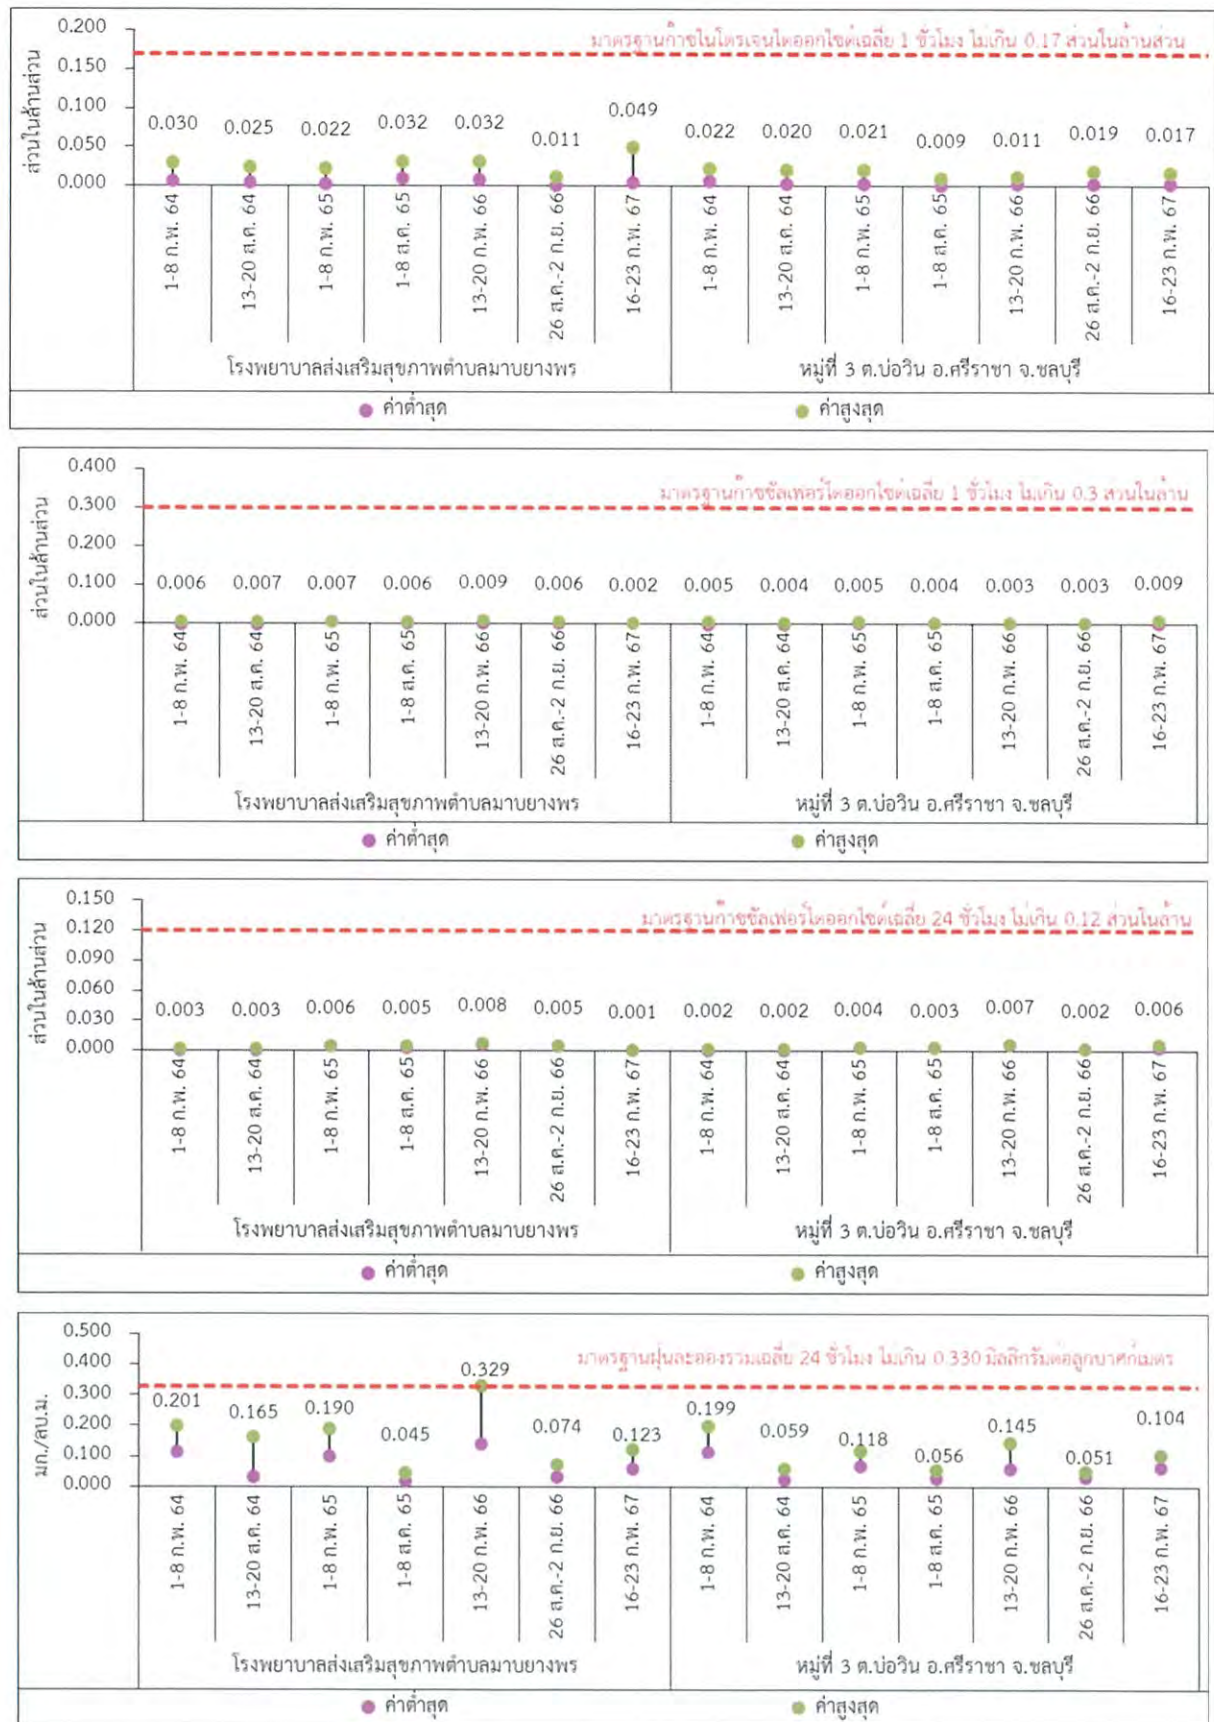 มาตรฐานก๊าซไนโตรเจนไดออกไซด์เฉลี่ย 1 ชั่วโมง ไม่เกิน 0.17 ส่วนในล้านส่วน
ส่วนในล้านส่วน
0.200
0.150
0.100
0.050
0.000
0.030 0.025 0.022 0.032 0.032 0.011 0.049 0.022 0.020 0.021 0.009 0.011 0.019 0.017
1-8 ก.พ. 64 13-20 ส.ค. 64 1-8 ก.พ. 65 1-8 ส.ค. 65 13-20 ก.พ. 66 26 ส.ค.-2 ก.ย. 66 16-23 ก.พ. 67 1-8 ก.พ. 64 13-20 ส.ค. 64 1-8 ก.พ. 65 1-8 ส.ค. 65 13-20 ก.พ. 66 26 ส.ค.-2 ก.ย. 66 16-23 ก.พ. 67
โรงพยาบาลส่งเสริมสุขภาพตำบลมาบยางพร หมู่ที่ 3 ต.บ่อวิน อ.ศรีราชา จ.ชลบุรี
ค่าต่ำสุด ค่าสูงสุด
มาตรฐานก๊าซซัลเฟอร์ไดออกไซด์เฉลี่ย 1 ชั่วโมง ไม่เกิน 0.3 ส่วนในล้าน
ส่วนในล้านส่วน
0.400
0.300
0.200
0.100
0.000
0.006 0.007 0.007 0.006 0.009 0.006 0.002 0.005 0.004 0.005 0.004 0.003 0.003 0.009
1-8 ก.พ. 64 13-20 ส.ค. 64 1-8 ก.พ. 65 1-8 ส.ค. 65 13-20 ก.พ. 66 26 ส.ค.-2 ก.ย. 66 16-23 ก.พ. 67 1-8 ก.พ. 64 13-20 ส.ค. 64 1-8 ก.พ. 65 1-8 ส.ค. 65 13-20 ก.พ. 66 26 ส.ค.-2 ก.ย. 66 16-23 ก.พ. 67
โรงพยาบาลส่งเสริมสุขภาพตำบลมาบยางพร หมู่ที่ 3 ต.บ่อวิน อ.ศรีราชา จ.ชลบุรี
ค่าต่ำสุด ค่าสูงสุด
มาตรฐานก๊าซซัลเฟอร์ไดออกไซด์เฉลี่ย 24 ชั่วโมง ไม่เกิน 0.12 ส่วนในล้าน
ส่วนในล้านส่วน
0.150
0.120
0.090
0.060
0.030
0.000
0.003 0.003 0.006 0.005 0.008 0.005 0.001 0.002 0.002 0.004 0.003 0.007 0.002 0.006
1-8 ก.พ. 64 13-20 ส.ค. 64 1-8 ก.พ. 65 1-8 ส.ค. 65 13-20 ก.พ. 66 26 ส.ค.-2 ก.ย. 66 16-23 ก.พ. 67 1-8 ก.พ. 64 13-20 ส.ค. 64 1-8 ก.พ. 65 1-8 ส.ค. 65 13-20 ก.พ. 66 26 ส.ค.-2 ก.ย. 66 16-23 ก.พ. 67
โรงพยาบาลส่งเสริมสุขภาพตำบลมาบยางพร หมู่ที่ 3 ต.บ่อวิน อ.ศรีราชา จ.ชลบุรี
ค่าต่ำสุด ค่าสูงสุด
มาตรฐานฝุ่นละอองรวมเฉลี่ย 24 ชั่วโมง ไม่เกิน 0.330 มิลลิกรัมต่อลูกบาศก์เมตร
มก./ลบ.ม.
0.500
0.400
0.300
0.200
0.100
0.000
0.201 0.165 0.190 0.045 0.329 0.074 0.123 0.199 0.059 0.118 0.056 0.145 0.051 0.104
1-8 ก.พ. 64 13-20 ส.ค. 64 1-8 ก.พ. 65 1-8 ส.ค. 65 13-20 ก.พ. 66 26 ส.ค.-2 ก.ย. 66 16-23 ก.พ. 67 1-8 ก.พ. 64 13-20 ส.ค. 64 1-8 ก.พ. 65 1-8 ส.ค. 65 13-20 ก.พ. 66 26 ส.ค.-2 ก.ย. 66 16-23 ก.พ. 67
โรงพยาบาลส่งเสริมสุขภาพตำบลมาบยางพร หมู่ที่ 3 ต.บ่อวิน อ.ศรีราชา จ.ชลบุรี
ค่าต่ำสุด ค่าสูงสุด